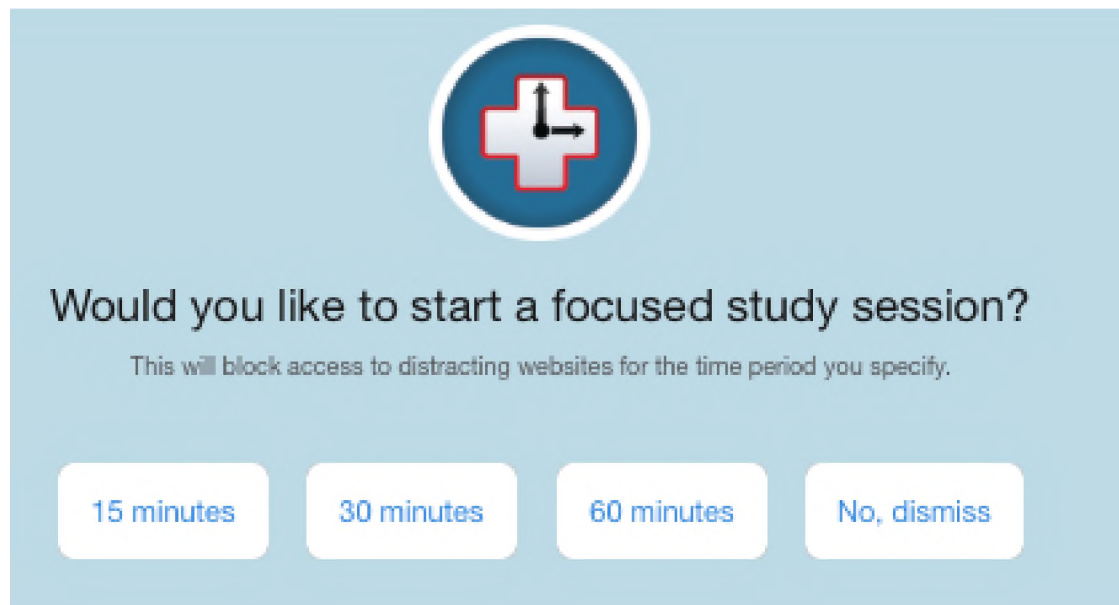 Would you like to start a focused study session?
This will block access to distracting websites for the time period you specify.
15 minutes
30 minutes
60 minutes
No, dismiss